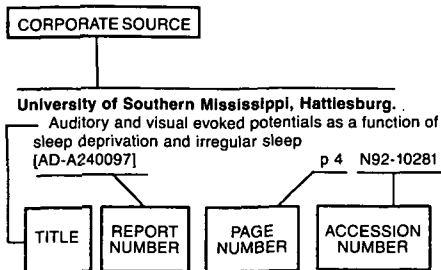 CORPORATE SOURCE
University of Southern Mississippi, Hattiesburg.
Auditory and visual evoked potentials as a function of
sleep deprivation and irregular sleep
[AD-A240097] p 4 N92-10281
TITLE
REPORT
NUMBER
PAGE
NUMBER
ACCESSION
NUMBER